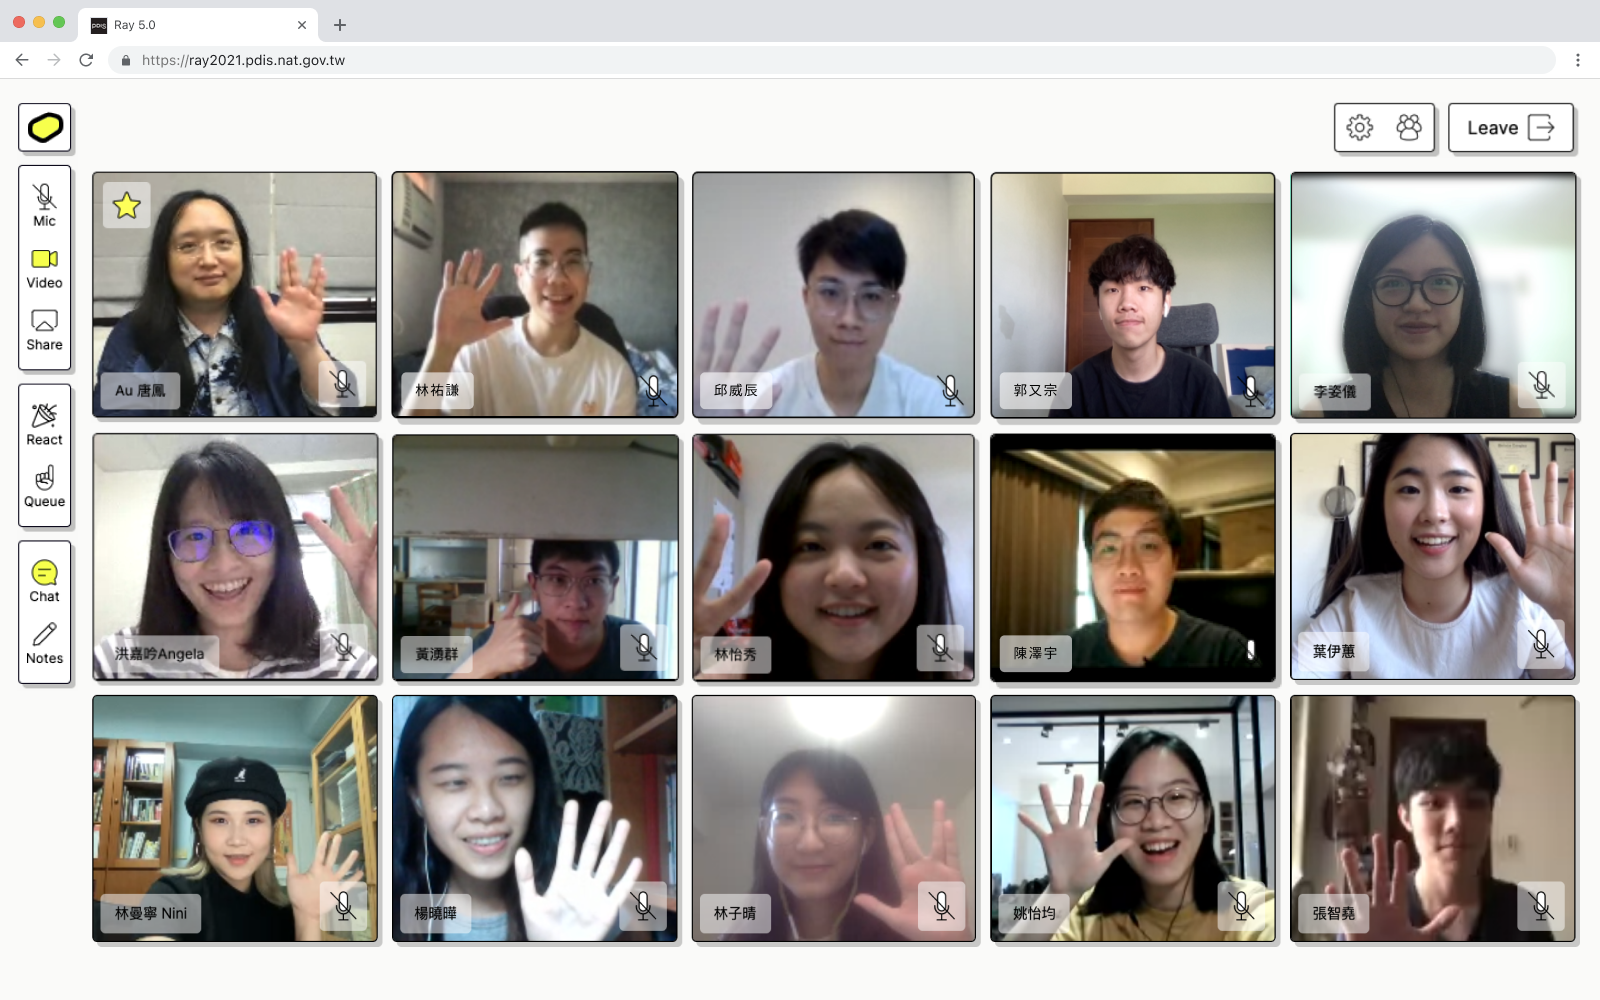 PDIS Ray 5.0
https://ray2021.pdis.nat.gov.tw
Leave
Mic
Video
Share
React
Queue
Chat
Notes
Au 唐鳳
林祐謙
邱威辰
郭又宗
李姿儀
洪嘉吟Angela
黃湧群
林怡秀
陳澤宇
葉伊蕙
林曼寧 Nini
楊曉曄
林子晴
姚怡均
張智堯